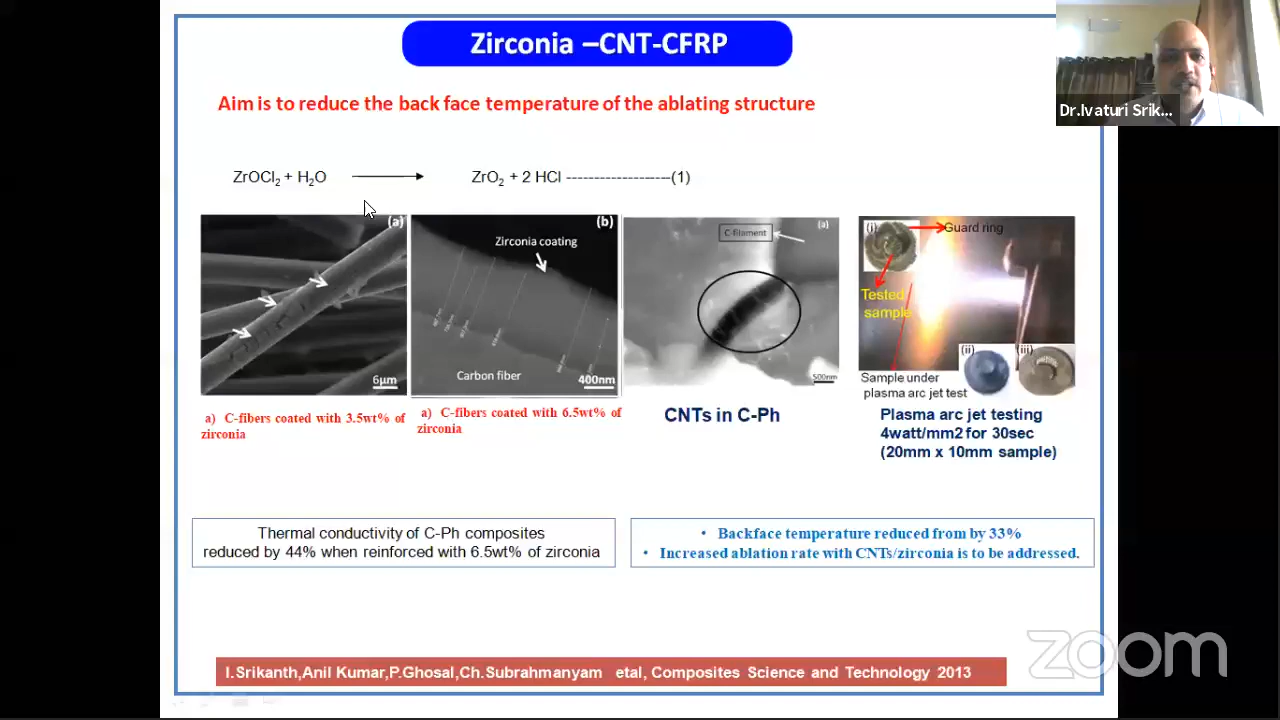 Zirconia –CNT-CFRP
Dr.Ivaturi Srik...
Aim is to reduce the back face temperature of the ablating structure
ZrOCl2 + H2O
ZrO2 + 2 HCl -------------------(1)
(a)
6μm
(b)
Zirconia coating
Carbon fiber
400nm
(a)
C-filament
500nm
(i)
Guard ring
Tested
sample
(ii)
(iii)
Sample under
plasma arc jet test
a) C-fibers coated with 3.5wt% of
zirconia
a) C-fibers coated with 6.5wt% of
zirconia
CNTs in C-Ph
Plasma arc jet testing
4watt/mm2 for 30sec
(20mm x 10mm sample)
Thermal conductivity of C-Ph composites
reduced by 44% when reinforced with 6.5wt% of zirconia
• Backface temperature reduced from by 33%
• Increased ablation rate with CNTs/zirconia is to be addressed.
I.Srikanth,Anil Kumar,P.Ghosal,Ch.Subrahmanyam etal, Composites Science and Technology 2013
zoom